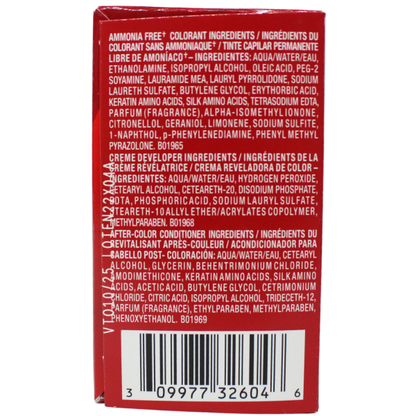 AMMONIA FREE† COLORANT INGREDIENTS / INGRÉDIENTS DU
COLORANT SANS AMMONIAQUE† / TINTE CAPILAR PERMANENTE
LIBRE DE AMONÍACO†– INGREDIENTES: AQUA/WATER/EAU,
ETHANOLAMINE, ISOPROPYL ALCOHOL, OLEIC ACID, PEG-2
SOYAMINE, LAURAMIDE MEA, LAURYL PYRROLIDONE, SODIUM
LAURETH SULFATE, BUTYLENE GLYCOL, ERYTHORBIC ACID,
KERATIN AMINO ACIDS, SILK AMINO ACIDS, TETRASODIUM EDTA,
PARFUM (FRAGRANCE), ALPHA-ISOMETHYL IONONE,
CITRONELLOL, GERANIOL, LIMONENE, SODIUM SULFITE,
1-NAPHTHOL, p-PHENYLENEDIAMINE, PHENYL METHYL
PYRAZOLONE. B01965
CREME DEVELOPER INGREDIENTS / INGRÉDIENTS DE LA
CRÈME RÉVÉLATRICE / CREMA REVELADORA DE COLOR –
INGREDIENTES: AQUA/WATER/EAU, HYDROGEN PEROXIDE,
CETEARYL ALCOHOL, CETEARETH-20, DISODIUM PHOSPHATE,
PHOSPHORIC ACID, SODIUM LAURYL SULFATE,
STEARETH-10 ALLYL ETHER/ACRYLATES COPOLYMER,
METHYLPARABEN. B01968
AFTER-COLOR CONDITIONER INGREDIENTS / INGRÉDIENTS DU
REVITALISANT APRÈS-COULEUR / ACONDICIONADOR PARA
CABELLO POST- COLORACIÓN: AQUA/WATER/EAU, CETEARYL
ALCOHOL, GLYCERIN, BEHENTRIMONIUM CHLORIDE,
AMODIMETHICONE, KERATIN AMINO ACIDS, SILK AMINO
ACIDS, ACETIC ACID, BUTYLENE GLYCOL, CETRIMONIUM
CHLORIDE, CITRIC ACID, ISOPROPYL ALCOHOL, TRIDECETH-12,
PARFUM (FRAGRANCE), ETHYLPARABEN, METHYLPARABEN,
PHENOXYETHANOL. B01969
3 09977 32604 6